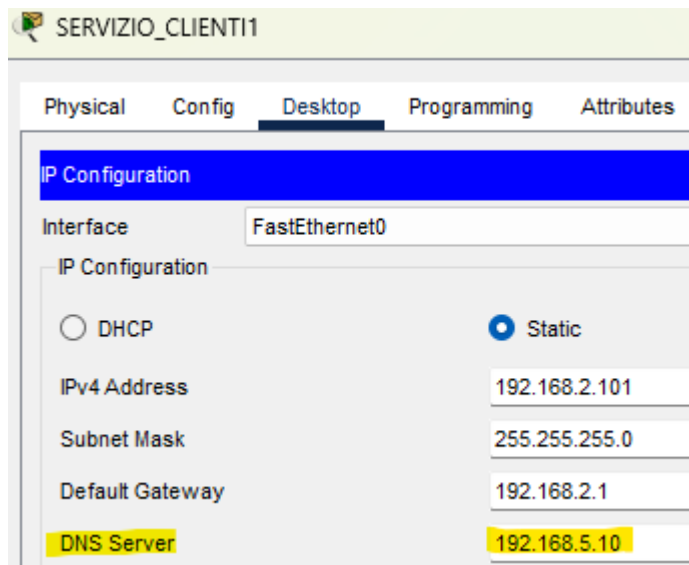 SERVIZIO_CLIENTI1
Physical Config Desktop Programming Attributes
IP Configuration
Interface FastEthernet0
IP Configuration
DHCP Static
IPv4 Address 192.168.2.101
Subnet Mask 255.255.255.0
Default Gateway 192.168.2.1
DNS Server 192.168.5.10